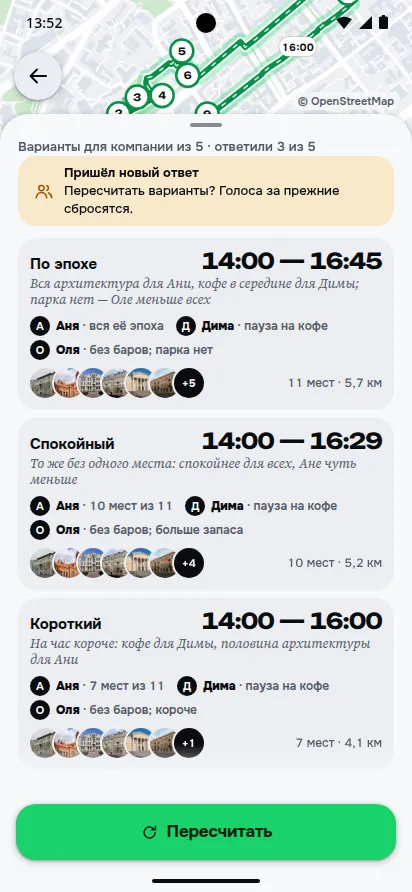 13:52
5
6
16:00
3
4
© OpenStreetMap
Варианты для компании из 5 · ответили 3 из 5
Пришёл новый ответ
Пересчитать варианты? Голоса за прежние
сбросятся.
По эпохе
14:00 — 16:45
Вся архитектура для Ани, кофе в середине для Димы;
парка нет — Оле меньше всех
А Аня · вся её эпоха Д Дима · пауза на кофе
О Оля · без баров; парка нет
+5
11 мест · 5,7 км
Спокойный
14:00 — 16:29
То же без одного места: спокойнее для всех, Ане чуть
меньше
А Аня · 10 мест из 11 Д Дима · пауза на кофе
О Оля · без баров; больше запаса
+4
10 мест · 5,2 км
Короткий
14:00 — 16:00
На час короче: кофе для Димы, половина архитектуры
для Ани
А Аня · 7 мест из 11 Д Дима · пауза на кофе
О Оля · без баров; короче
+1
7 мест · 4,1 км
Пересчитать